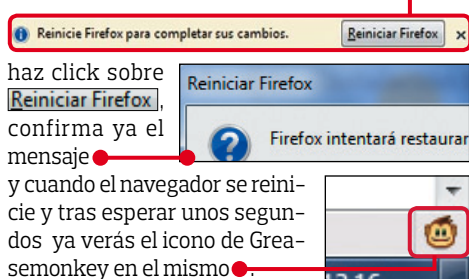 Reinicie Firefox para completar sus cambios. Reiniciar Firefox
haz click sobre
Reiniciar Firefox,
confirma ya el
mensaje
Reiniciar Firefox
Firefox intentará restaurar
y cuando el navegador se reini-
cie y tras esperar unos segun-
dos ya verás el icono de Grea-
semonkey en el mismo .